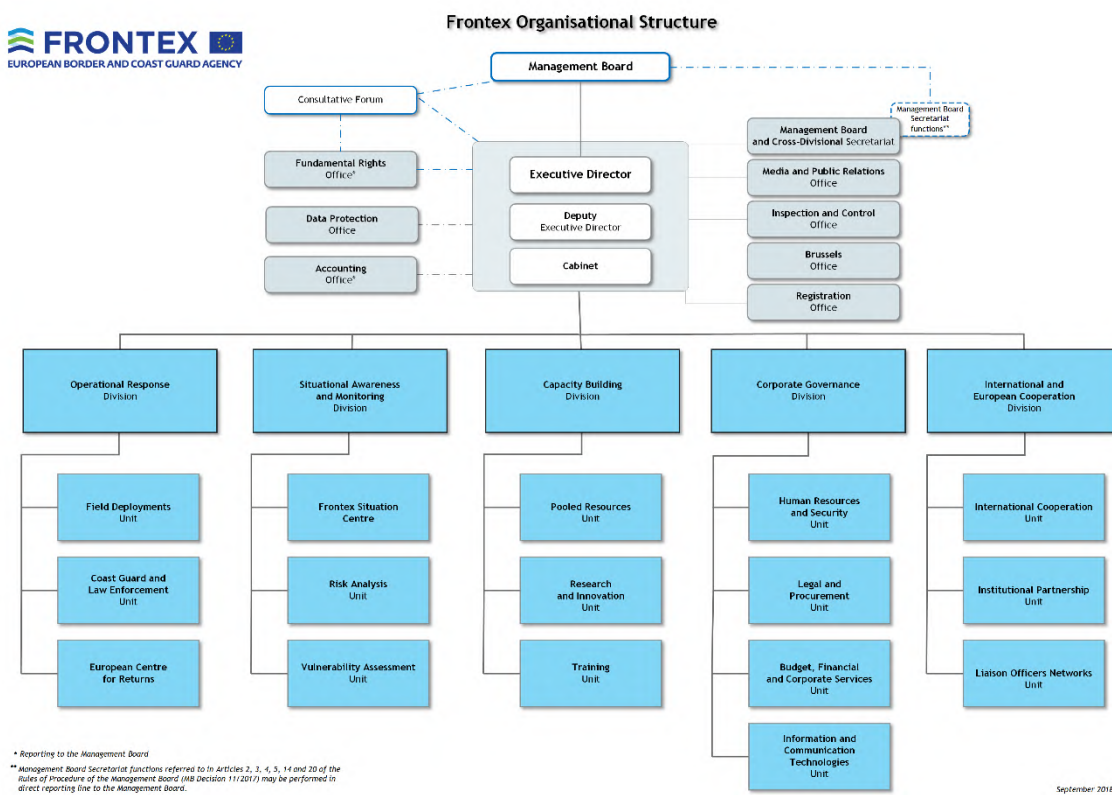 Frontex Organisational Structure
FRONTEX
EUROPEAN BORDER AND COAST GUARD AGENCY
Management Board
Consultative Forum
Management Board
Secretariat
functions**
Management Board
and Cross-Divisional Secretariat
Fundamental Rights
Office*
Executive Director
Media and Public Relations
Office
Data Protection
Office
Deputy
Executive Director
Inspection and Control
Office
Accounting
Office*
Cabinet
Brussels
Office
Registration
Office
Operational Response
Division
Situational Awareness
and Monitoring
Division
Capacity Building
Division
Corporate Governance
Division
International and
European Cooperation
Division
Field Deployments
Unit
Frontex Situation
Centre
Pooled Resources
Unit
Human Resources
and Security
Unit
International Cooperation
Unit
Coast Guard and
Law Enforcement
Unit
Risk Analysis
Unit
Research
and Innovation
Unit
Legal and
Procurement
Unit
Institutional Partnership
Unit
European Centre
for Returns
Vulnerability Assessment
Unit
Training
Unit
Budget, Financial
and Corporate Services
Unit
Liaison Officers Networks
Unit
Information and
Communication
Technologies
Unit
* Reporting to the Management Board
** Management Board Secretariat functions referred to in Articles 2, 3, 4, 5, 14 and 20 of the
Rules of Procedure of the Management Board (MB Decision 11/2017) may be performed in
direct reporting line to the Management Board.
September 2018